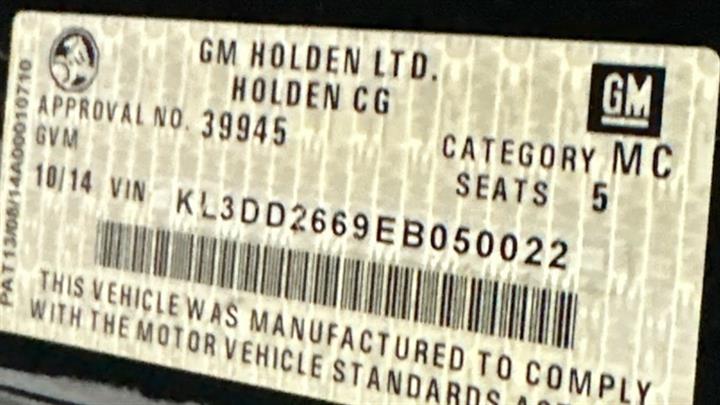 GM HOLDEN LTD.
HOLDEN CG
GM
APPROVAL NO. 39945
GVM
CATEGORY MC
SEATS 5
10/14 VIN KL3DD2669EB050022
THIS VEHICLE WAS MANUFACTURED TO COMPLY
WITH THE MOTOR VEHICLE STANDARDS
PAT13/08/14A00010710